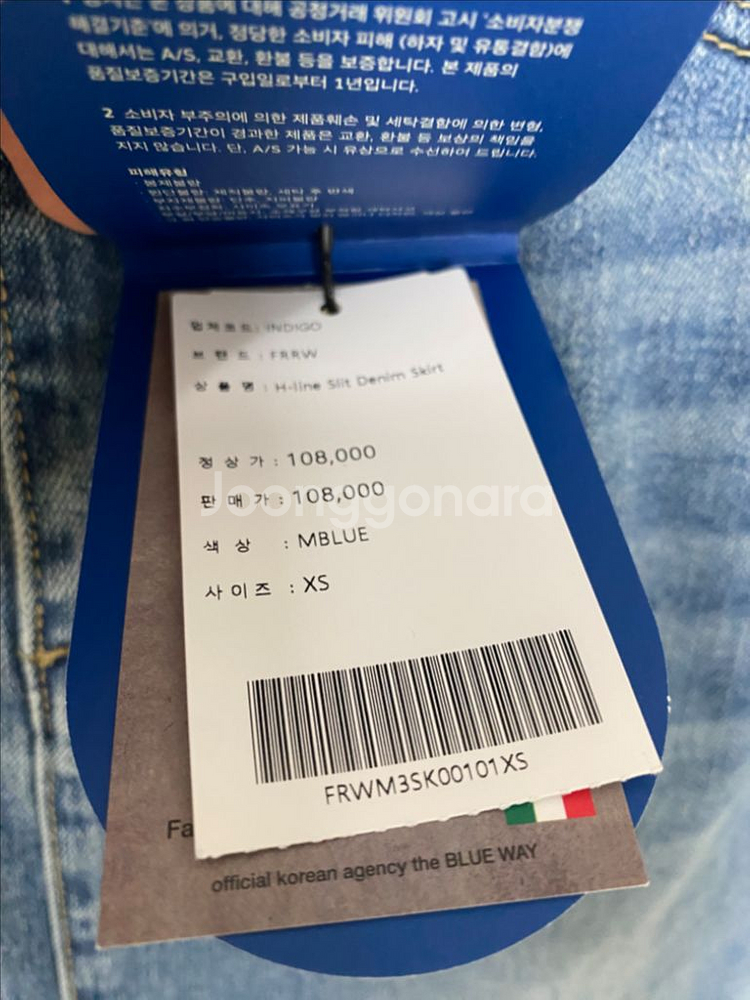 본 상품에 대해 공정거래 위원회 고시 '소비자분쟁
해결기준'에 의거, 정당한 소비자 피해 (하자 및 유통결함)에
대해서는 A/S, 교환, 환불 등을 보증합니다. 본 제품의
품질보증기간은 구입일로부터 1년입니다.
2 소비자 부주의에 의한 제품훼손 및 세탁결함에 의한 변형,
품질보증기간이 경과한 제품은 교환, 환불 등 보상의 책임을
지지 않습니다. 단, A/S 가능 시 유상으로 수선하여 드립니다.
피해유형
: INDIGO
브 랜 드 : FRRW
상 품 명 : H-line Slit Denim Skirt
정 상 가 : 108,000
판 매 가 : 108,000
Joonggonara
색 상 : MBLUE
사 이 즈 : XS
FRWM3SK00101XS
Fa
official korean agency the BLUE WAY